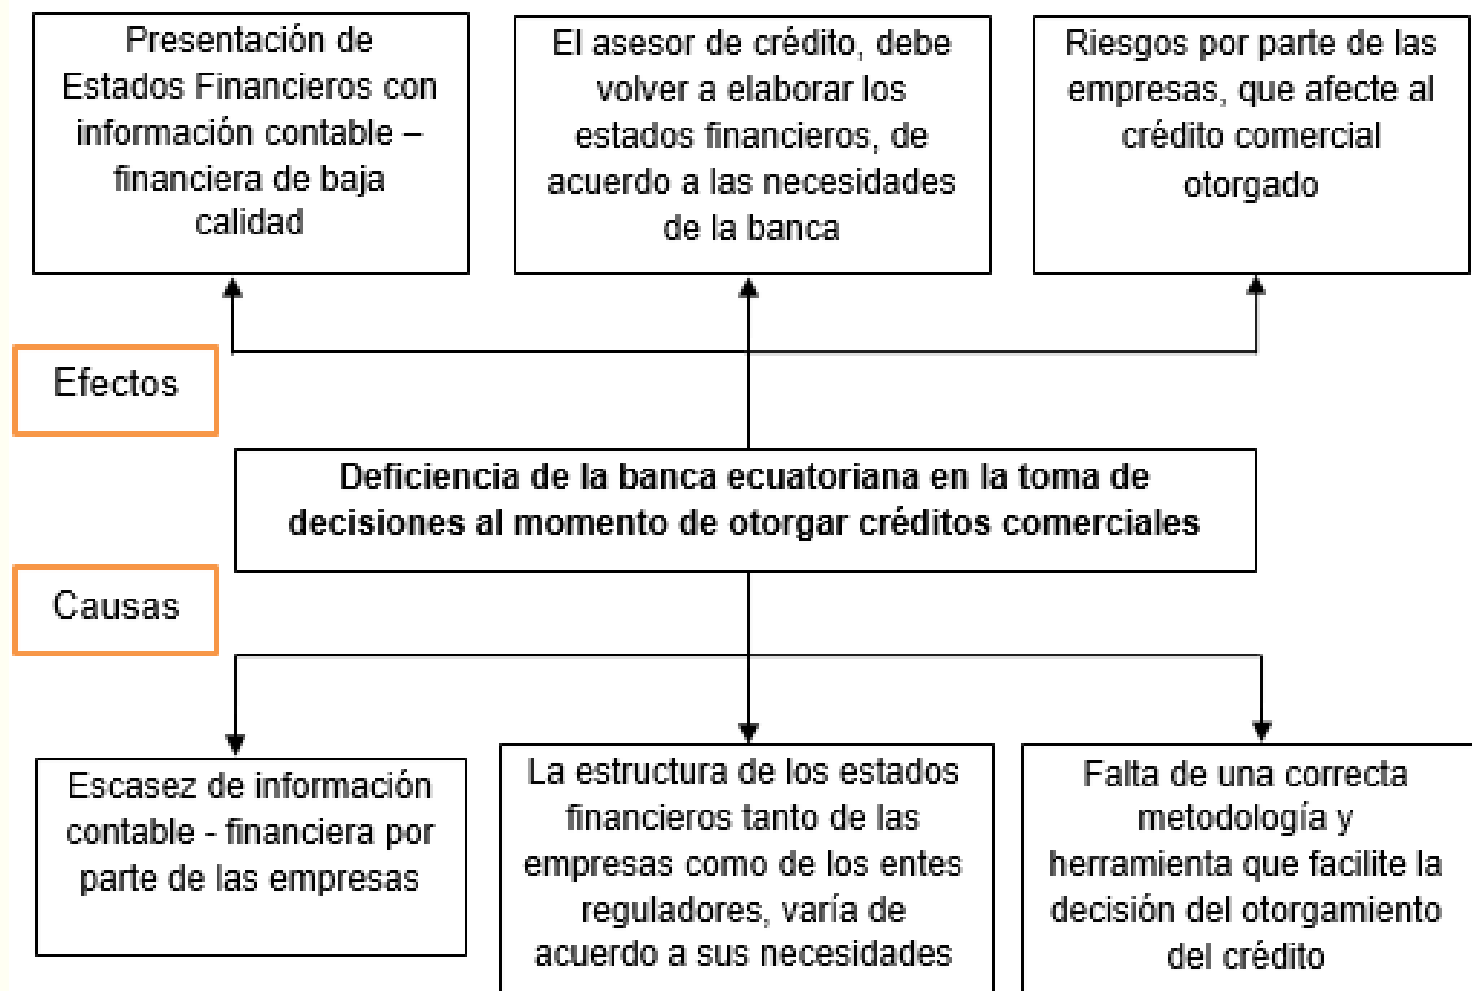 Presentación de
Estados Financieros con
información contable –
financiera de baja
calidad
El asesor de crédito, debe
volver a elaborar los
estados financieros, de
acuerdo a las necesidades
de la banca
Riesgos por parte de las
empresas, que afecte al
crédito comercial
otorgado
Efectos
Deficiencia de la banca ecuatoriana en la toma de
decisiones al momento de otorgar créditos comerciales
Causas
Escasez de información
contable - financiera por
parte de las empresas
La estructura de los estados
financieros tanto de las
empresas como de los entes
reguladores, varía de
acuerdo a sus necesidades
Falta de una correcta
metodología y
herramienta que facilite la
decisión del otorgamiento
del crédito